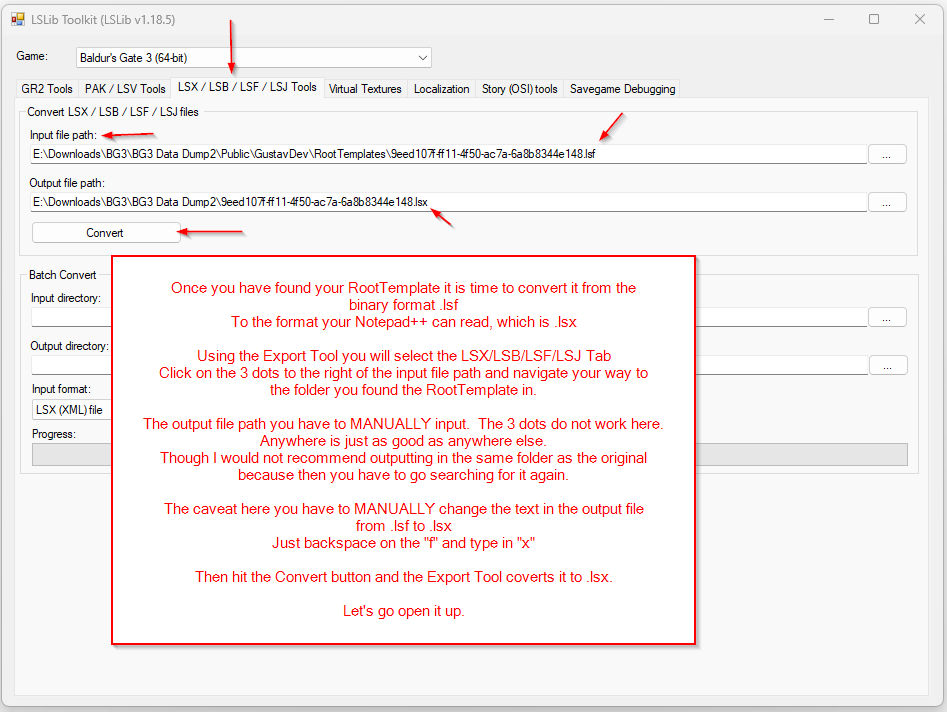 LSLib Toolkit (LSLib v1.18.5)
Game:
Baldur's Gate 3 (64-bit)
GR2 Tools
PAK / LSV Tools
LSX / LSB / LSF / LSJ Tools
Virtual Textures
Localization
Story (OSI) tools
Savegame Debugging
Convert LSX / LSB / LSF / LSJ files
Input file path:
E:\Downloads\BG3\BG3 Data Dump2\Public\GustavDev\RootTemplates\9eed107f-ff11-4f50-ac7a-6a8b8344e148.lsf
...
Output file path:
E:\Downloads\BG3\BG3 Data Dump2\9eed107f-ff11-4f50-ac7a-6a8b8344e148.lsx
...
Convert
Batch Convert
Input directory:
...
Output directory:
...
Input format:
LSX (XML) file
Progress:
Once you have found your RootTemplate it is time to convert it from the
binary format .lsf
To the format your Notepad++ can read, which is .lsx
Using the Export Tool you will select the LSX/LSB/LSF/LSJ Tab
Click on the 3 dots to the right of the input file path and navigate your way to
the folder you found the RootTemplate in.
The output file path you have to MANUALLY input.  The 3 dots do not work here.
Anywhere is just as good as anywhere else.
Though I would not recommend outputting in the same folder as the original
because then you have to go searching for it again.
The caveat here you have to MANUALLY change the text in the output file
from .lsf to .lsx
Just backspace on the "f" and type in "x"
Then hit the Convert button and the Export Tool coverts it to .lsx.
Let's go open it up.